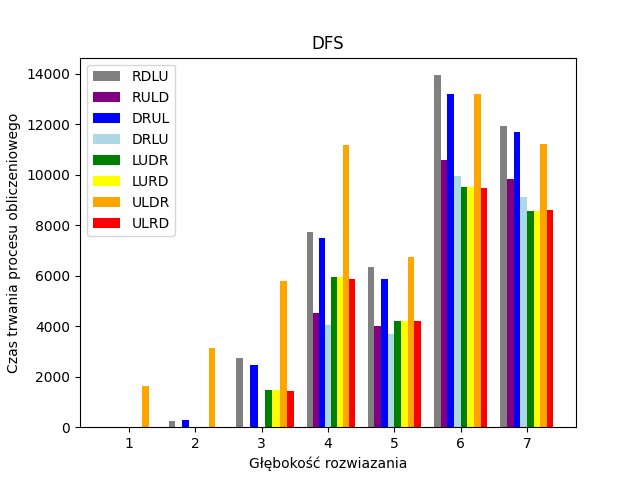 DFS
14000
12000
10000
8000
6000
4000
2000
0
Czas trwania procesu obliczeniowego
RDLU
RULD
DRUL
DRLU
LUDR
LURD
ULDR
ULRD
1 2 3 4 5 6 7
Głębokość rozwiazania